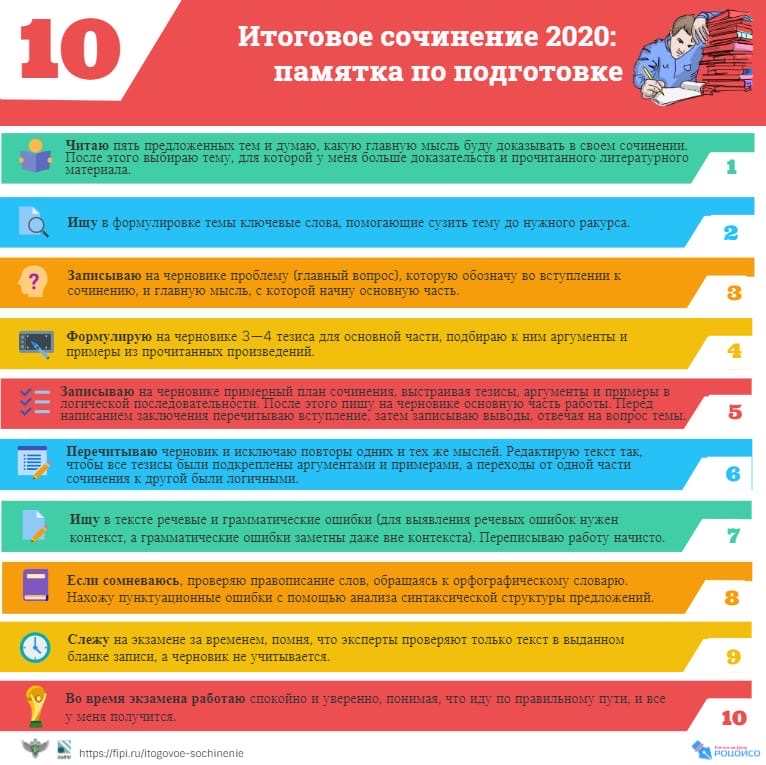 10
Итоговое сочинение 2020:
памятка по подготовке
Читаю пять предложенных тем и думаю, какую главную мысль буду доказывать в своем сочинении.
После этого выбираю тему, для которой у меня больше доказательств и прочитанного литературного
материала.
1
Ищу в формулировке темы ключевые слова, помогающие сузить тему до нужного ракурса.
2
Записываю на черновике проблему (главный вопрос), которую обозначу во вступлении к
сочинению, и главную мысль, с которой начну основную часть.
3
Формулирую на черновике 3—4 тезиса для основной части, подбираю к ним аргументы и
примеры из прочитанных произведений.
4
Записываю на черновике примерный план сочинения, выстраивая тезисы, аргументы и примеры в
логической последовательности. После этого пишу на черновике основную часть работы. Перед
написанием заключения перечитываю вступление, затем записываю выводы, отвечая на вопрос темы.
5
Перечитываю черновик и исключаю повторы одних и тех же мыслей. Редактирую текст так,
чтобы все тезисы были подкреплены аргументами и примерами, а переходы от одной части
сочинения к другой были логичными.
6
Ищу в тексте речевые и грамматические ошибки (для выявления речевых ошибок нужен
контекст, а грамматические ошибки заметны даже вне контекста). Переписываю работу начисто.
7
Если сомневаюсь, проверяю правописание слов, обращаясь к орфографическому словарю.
Нахожу пунктуационные ошибки с помощью анализа синтаксической структуры предложений.
8
Слежу на экзамене за временем, помня, что эксперты проверяют только текст в выданном
бланке записи, а черновик не учитывается.
9
Во время экзамена работаю спокойно и уверенно, понимая, что иду по правильному пути, и все
у меня получится.
10
https://fipi.ru/itogovoe-sochinenie
РОЦОИСО